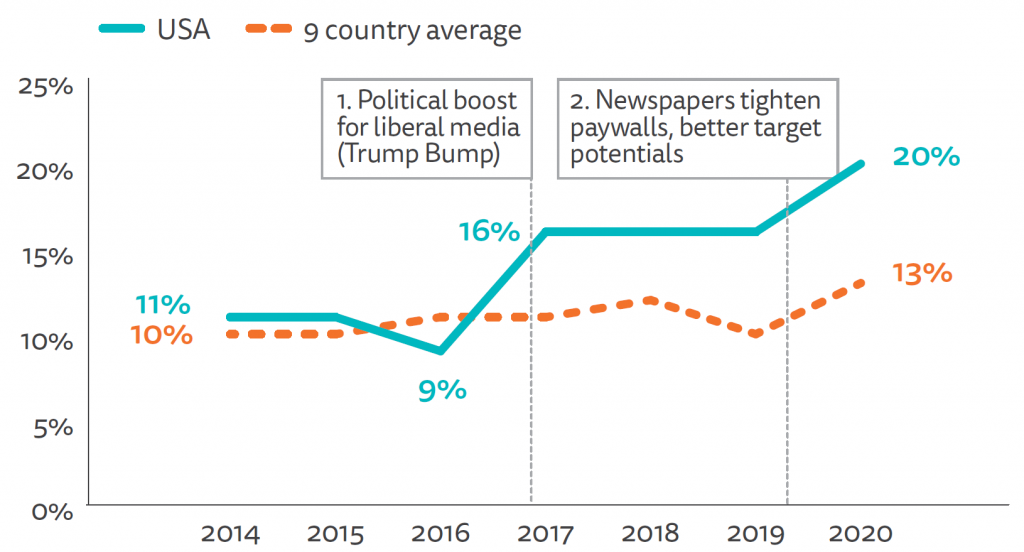 USA 9 country average
25%
20%
15%
10%
5%
0%
1. Political boost
for liberal media
(Trump Bump)
2. Newspapers tighten
paywalls, better target
potentials
11%
10%
9%
16%
20%
13%
2014 2015 2016 2017 2018 2019 2020